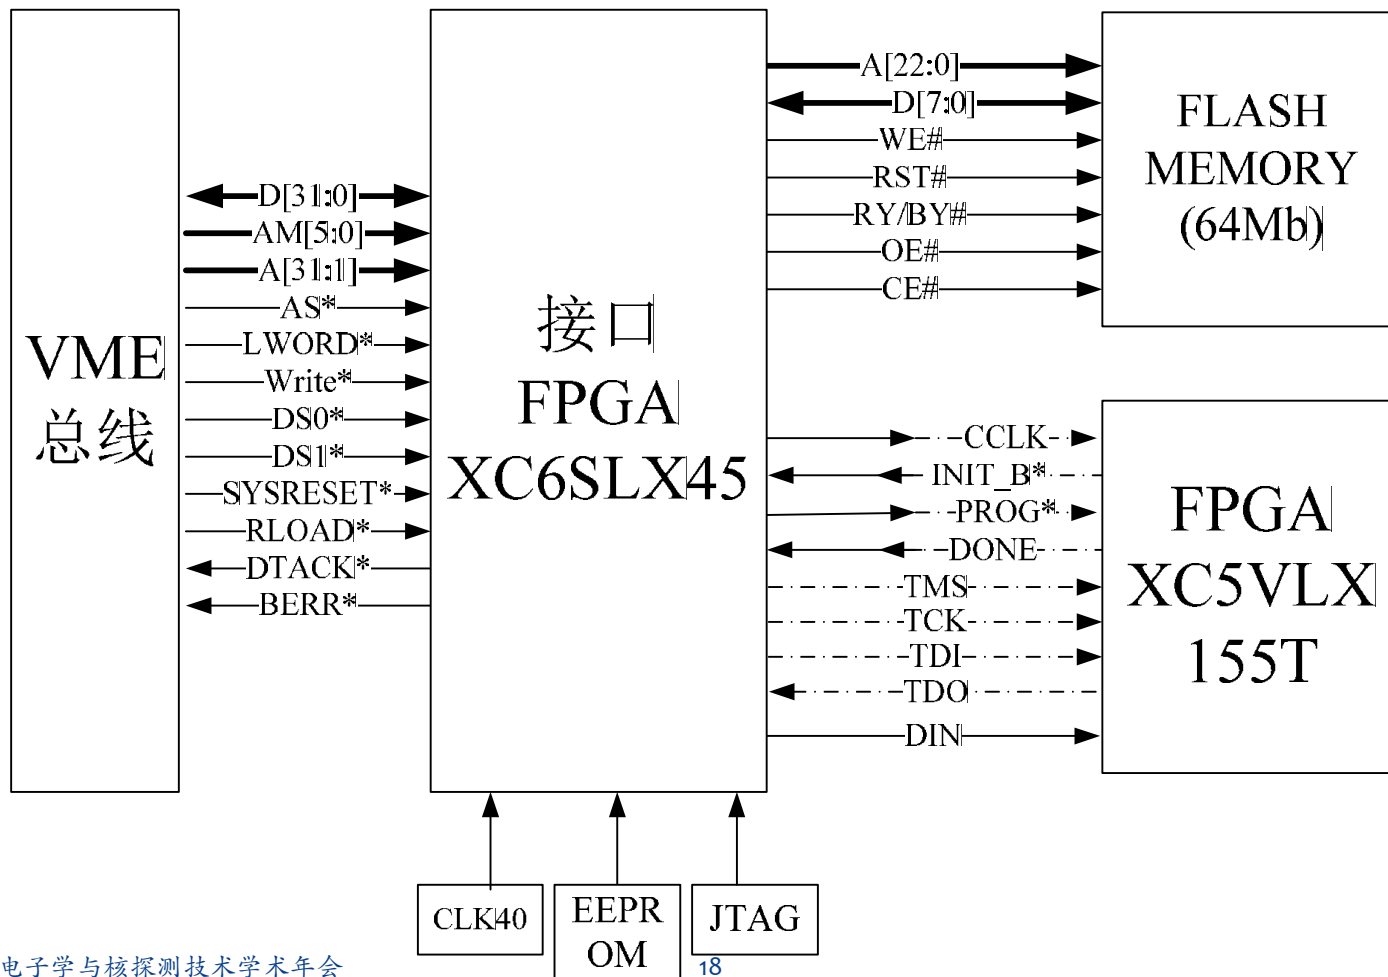 VME
总线
D[31:0]
AM[5:0]
A[31:1]
AS*
LWORD*
Write*
DS0*
DS1*
SYSRESET*
RLOAD*
DTACK*
BERR*
接口
FPGA
XC6SLX45
A[22:0]
D[7:0]
WE#
RST#
RY/BY#
OE#
CE#
FLASH
MEMORY
(64Mb)
CCLK
INIT_B*
PROG*
DONE
TMS
TCK
TDI
TDO
DIN
FPGA
XC5VLX
155T
CLK40
EEPR
OM
JTAG
电子学与核探测技术学术年会
18